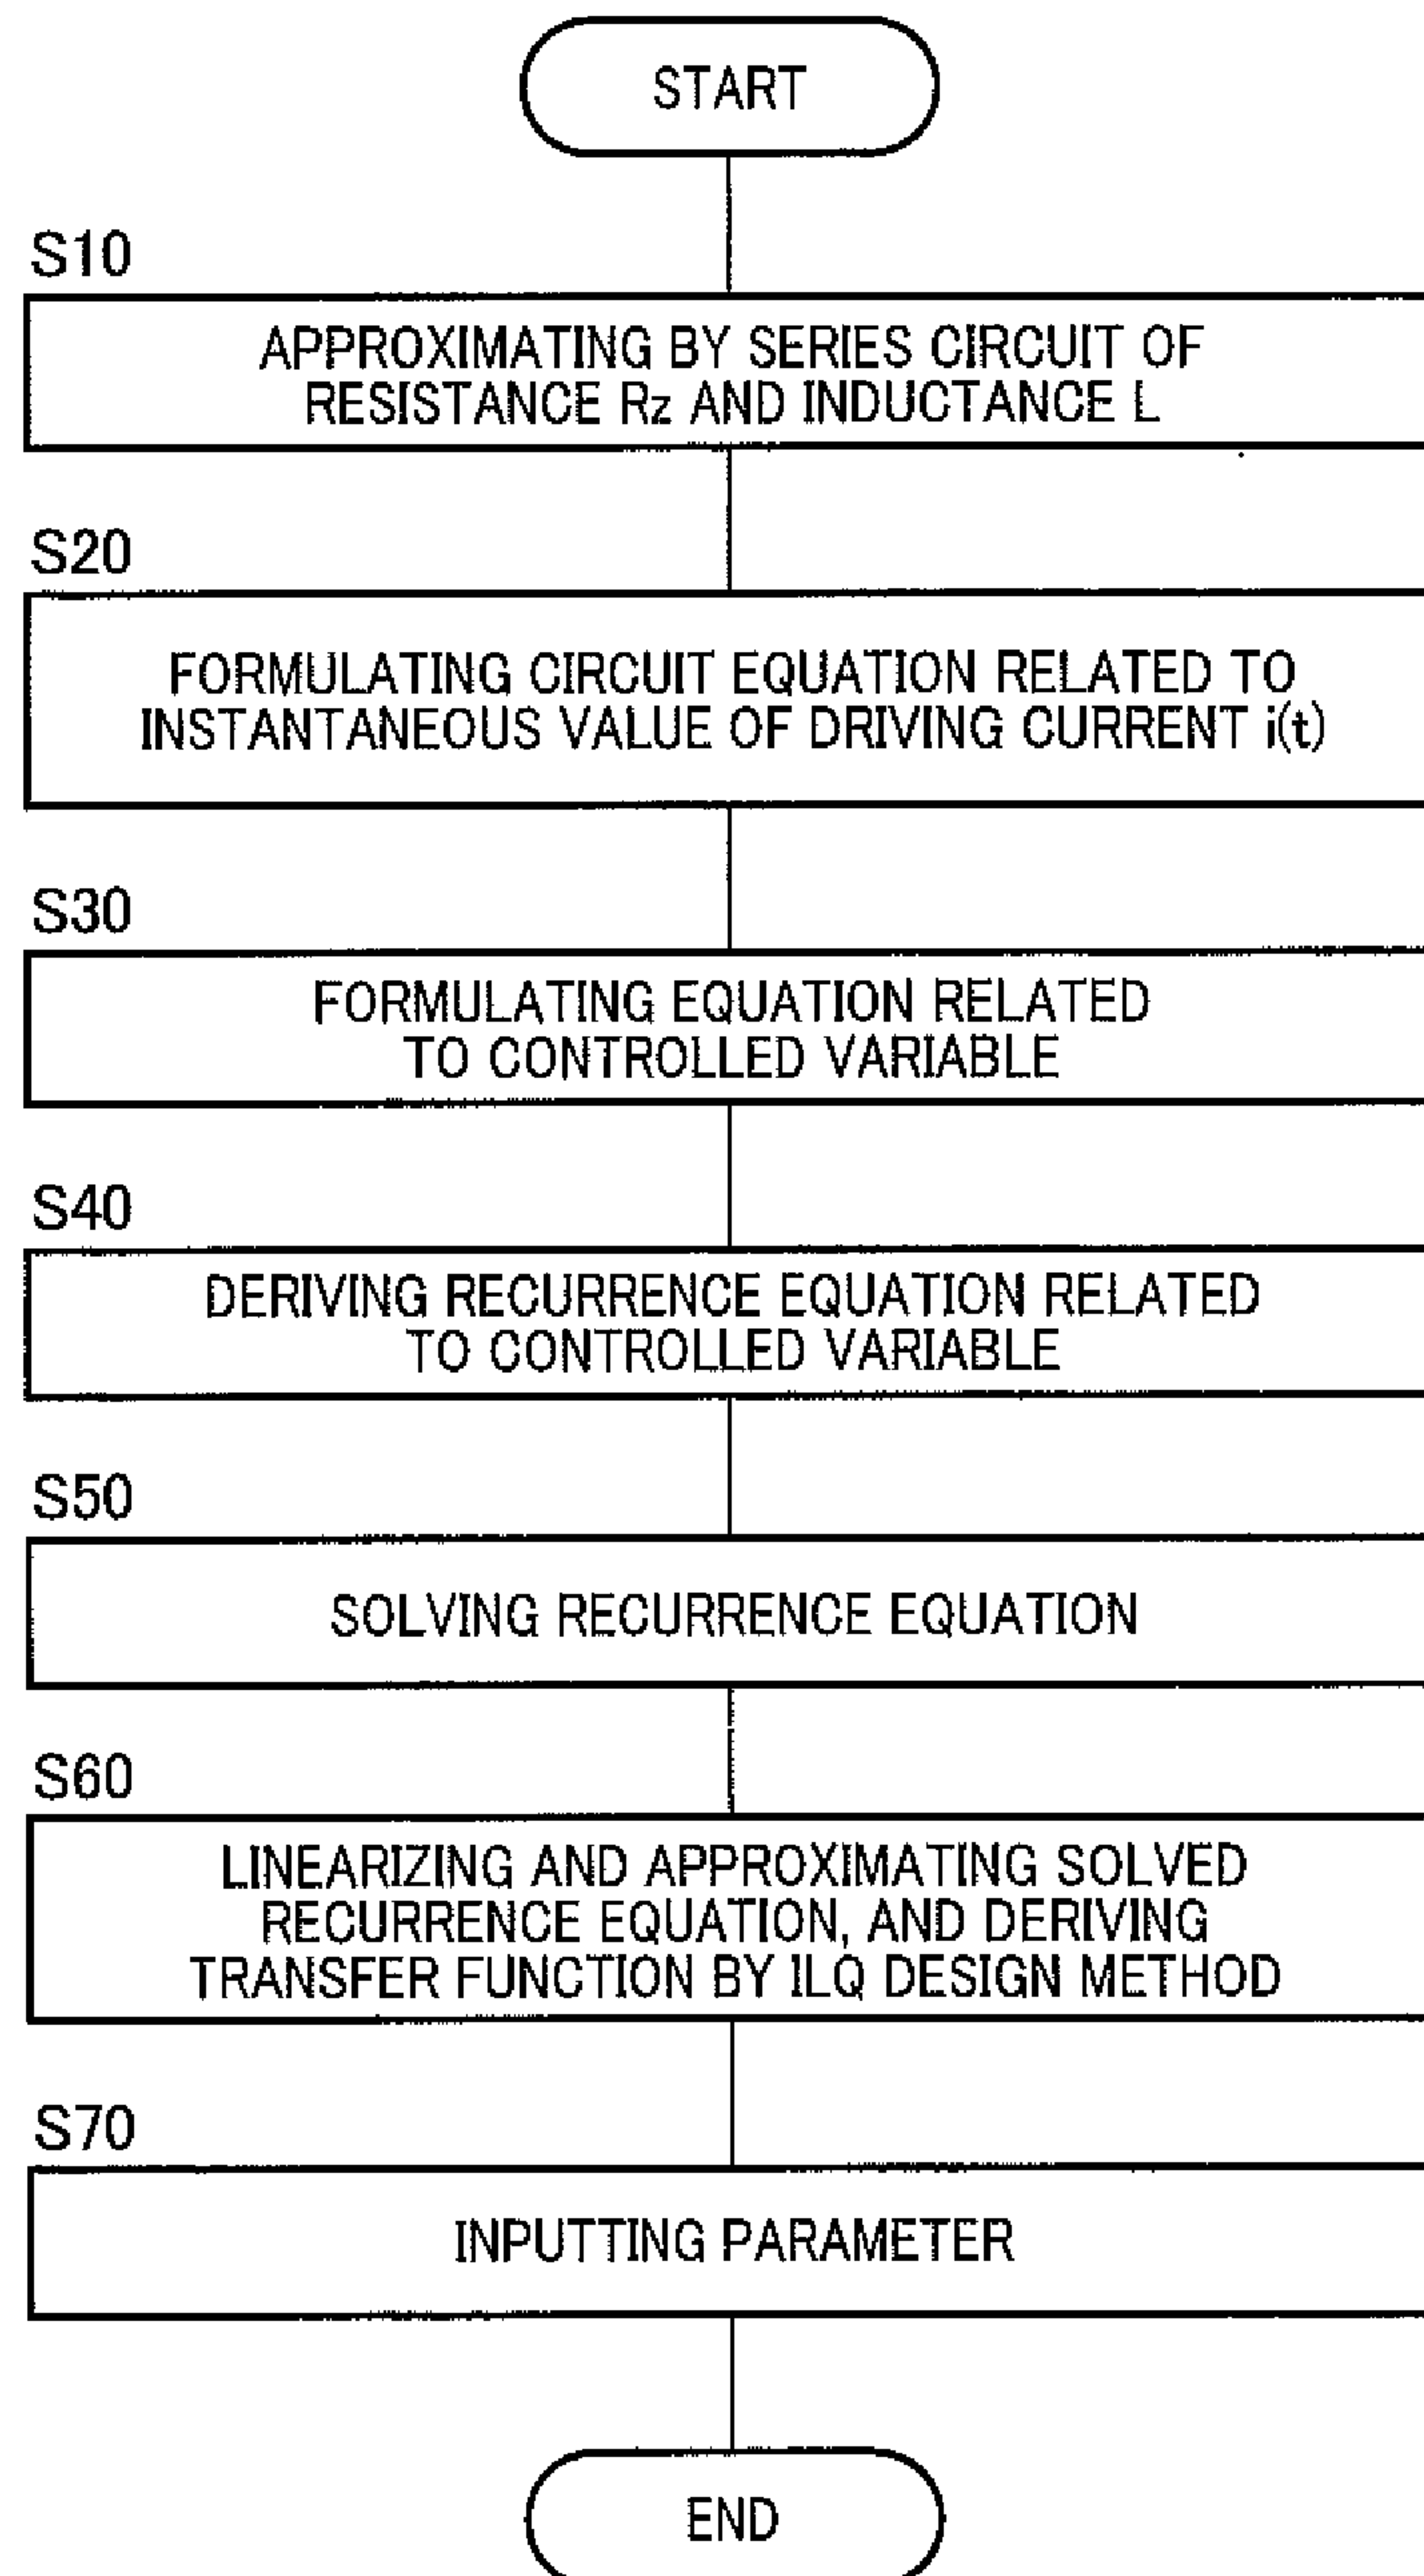 START
S10
APPROXIMATING BY SERIES CIRCUIT OF
RESISTANCE Rz AND INDUCTANCE L
S20
FORMULATING CIRCUIT EQUATION RELATED TO
INSTANTANEOUS VALUE OF DRIVING CURRENT i(t)
S30
FORMULATING EQUATION RELATED
TO CONTROLLED VARIABLE
S40
DERIVING RECURRENCE EQUATION RELATED
TO CONTROLLED VARIABLE
S50
SOLVING RECURRENCE EQUATION
S60
LINEARIZING AND APPROXIMATING SOLVED
RECURRENCE EQUATION, AND DERIVING
TRANSFER FUNCTION BY ILQ DESIGN METHOD
S70
INPUTTING PARAMETER
END